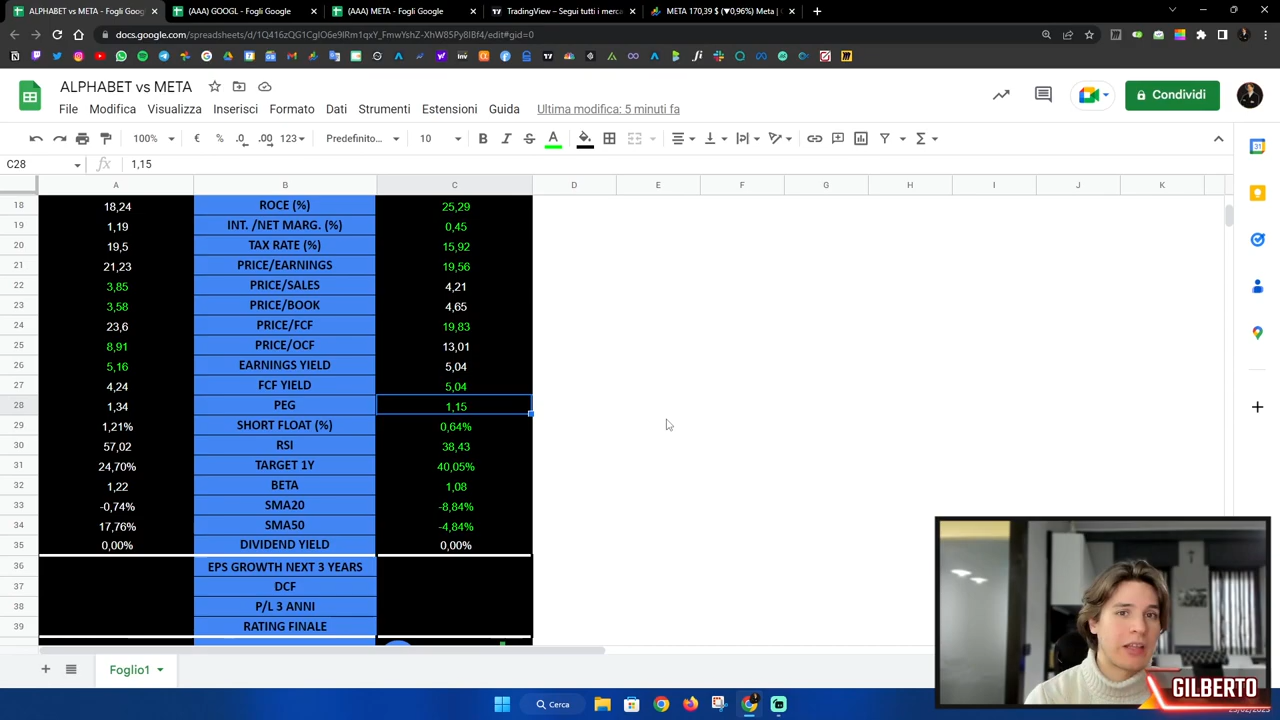 ALPHABET vs META - Fogli Goog
(AAA) GOOGL - Fogli Google
(AAA) META - Fogli Google
TradingView – Segui tutti i merca
META 170,39 $ (▼0,96%) Meta |
docs.google.com/spreadsheets/d/1Q416zQG1CgIO6e9lRm1qxY_FmwYshZ-XhW85Py8lBf4/edit#gid=0
ALPHABET vs META
File Modifica Visualizza Inserisci Formato Dati Strumenti Estensioni Guida Ultima modifica: 5 minuti fa
Condividi
100% € % .0 .00 123 Predefinito... 10 B I S A
C28 fx 1,15
A B C D E F G H I J K
18 18,24 ROCE (%) 25,29
19 1,19 INT. /NET MARG. (%) 0,45
20 19,5 TAX RATE (%) 15,92
21 21,23 PRICE/EARNINGS 19,56
22 3,85 PRICE/SALES 4,21
23 3,58 PRICE/BOOK 4,65
24 23,6 PRICE/FCF 19,83
25 8,91 PRICE/OCF 13,01
26 5,16 EARNINGS YIELD 5,04
27 4,24 FCF YIELD 5,04
28 1,34 PEG 1,15
29 1,21% SHORT FLOAT (%) 0,64%
30 57,02 RSI 38,43
31 24,70% TARGET 1Y 40,05%
32 1,22 BETA 1,08
33 -0,74% SMA20 -8,84%
34 17,76% SMA50 -4,84%
35 0,00% DIVIDEND YIELD 0,00%
36 EPS GROWTH NEXT 3 YEARS
37 DCF
38 P/L 3 ANNI
39 RATING FINALE
Foglio1
Cerca
GILBERTO